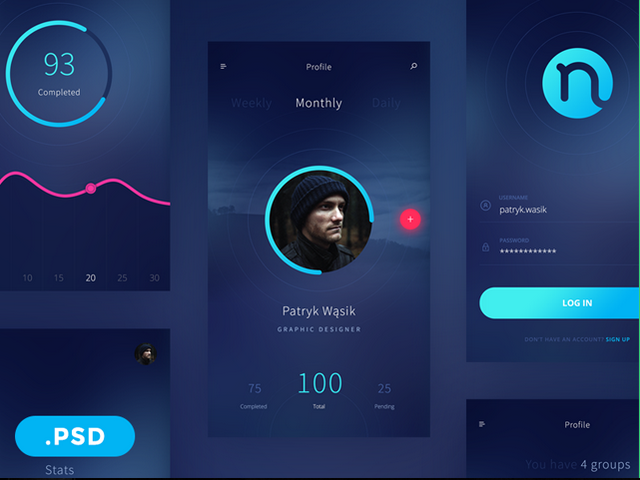 93
Completed
10 15 20 25 30
.PSD
Stats
Profile
Weekly Monthly Daily
+
Patryk Wąsik
GRAPHIC DESIGNER
75 100 25
Completed Total Pending
n
USERNAME
patryk.wasik
PASSWORD
************
LOG IN
DON'T HAVE AN ACCOUNT? SIGN UP
Profile
You have 4 groups